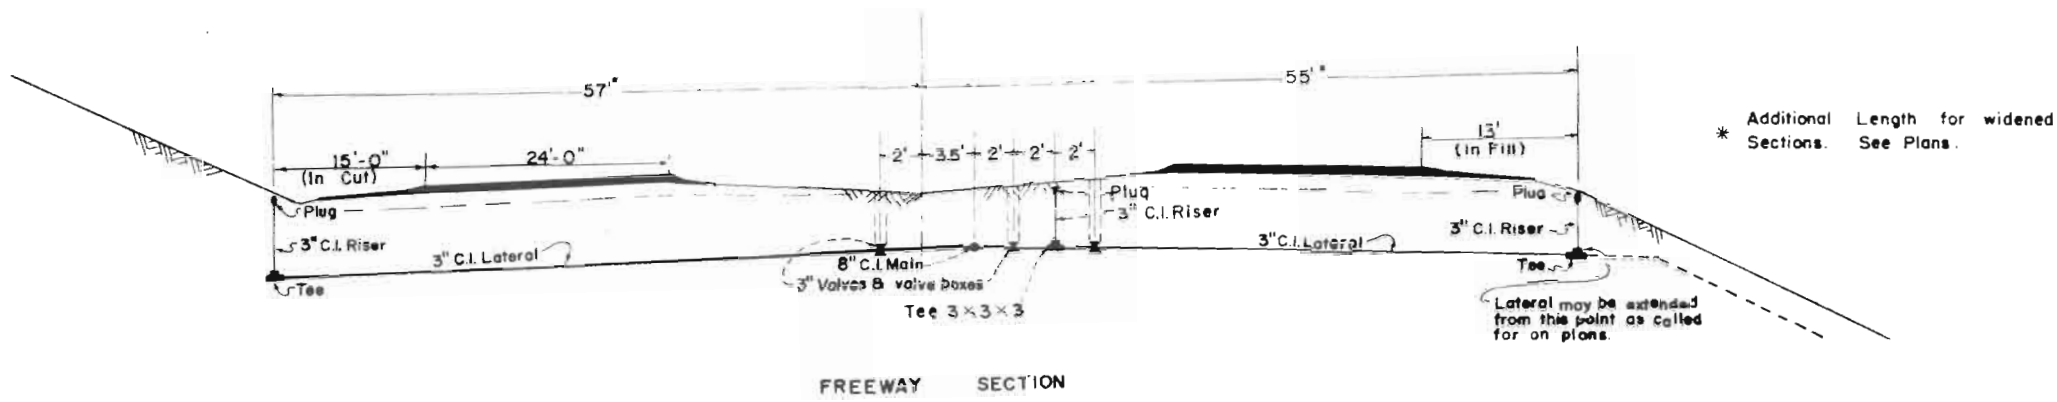 57'*
55'*
15'-0"
(In Cut)
24'-0"
2'
3.5'
2'
2'
2'
13'
(in Fill)
* Additional Length for widened
Sections. See Plans.
Plug
3" C.I. Riser
3" C.I. Lateral
Tee
8" C.I. Main
3" Valves & valve boxes
Tee 3×3×3
Plug
3" C.I. Riser
3" C.I. Lateral
Plug
3" C.I. Riser
Tee
Lateral may be extended
from this point as called
for on plans.
FREEWAY SECTION